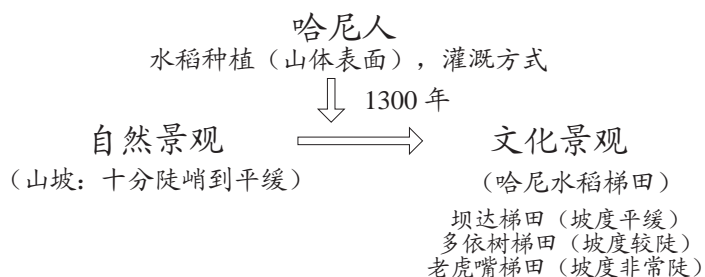 哈尼人
水稻种植（山体表面），灌溉方式
1300 年
自然景观
文化景观
（山坡：十分陡峭到平缓）
（哈尼水稻梯田）
坝达梯田（坡度平缓）
多依树梯田（坡度较陡）
老虎嘴梯田（坡度非常陡）